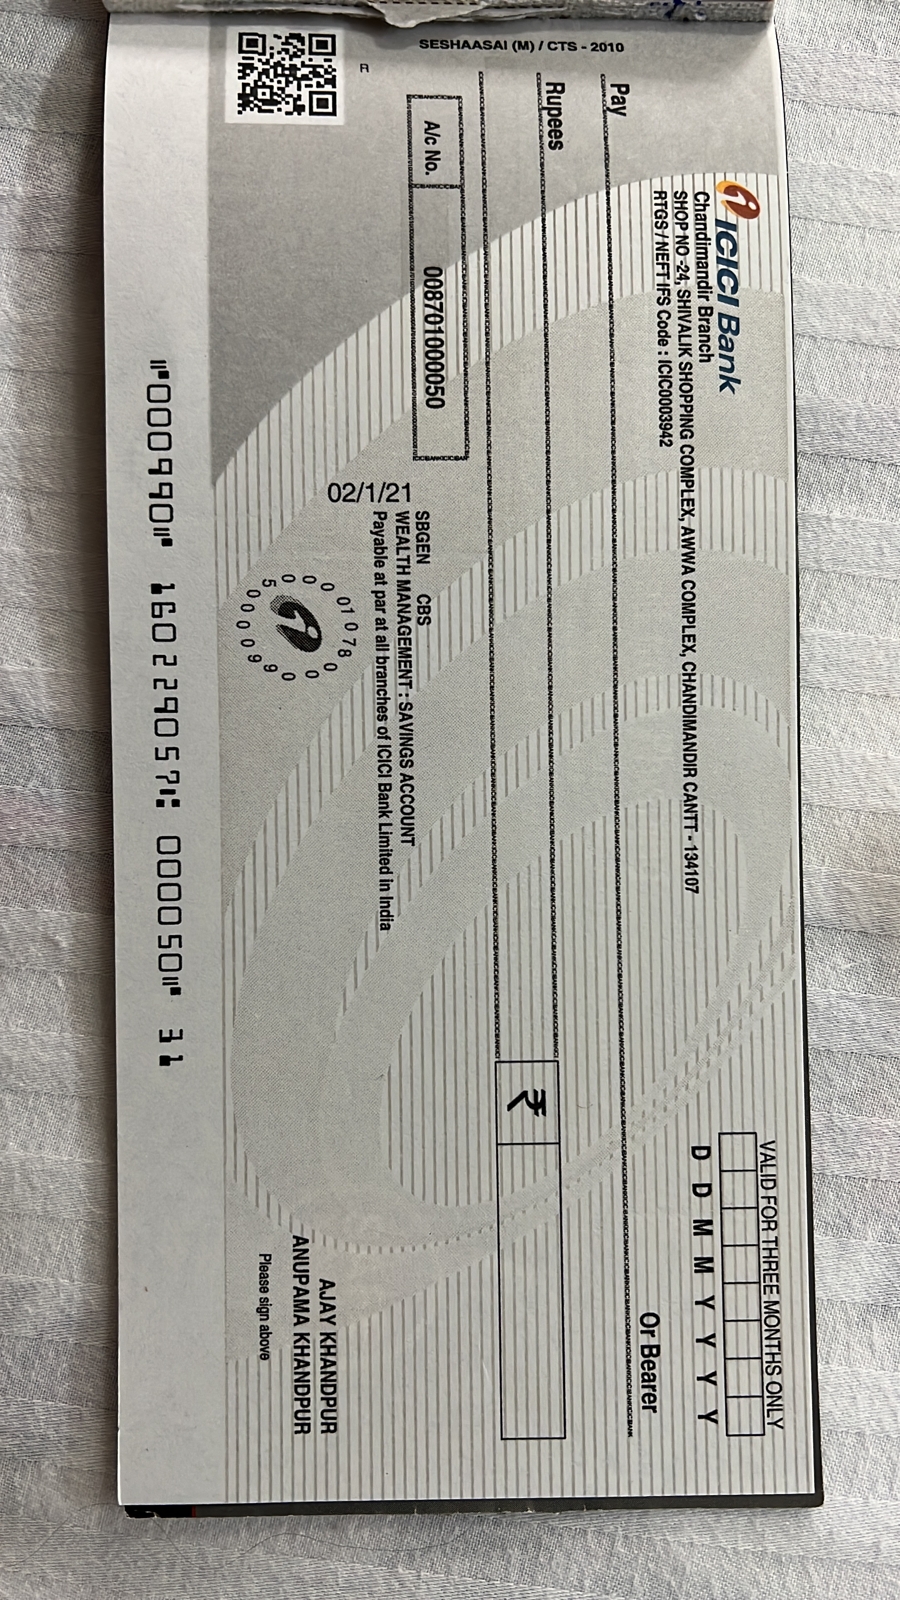 SESHAASAI (M) / CTS - 2010
ICICI Bank
Chandimandir Branch
SHOP NO -24, SHIVALIK SHOPPING COMPLEX, AWWA COMPLEX, CHANDIMANDIR CANTT - 134107
RTGS / NEFT IFS Code : ICIC0003942
VALID FOR THREE MONTHS ONLY
D D M M Y Y Y Y
Pay
Or Bearer
Rupees
₹
A/c No. 008701000050
SBGEN CBS
02/1/21 WEALTH MANAGEMENT : SAVINGS ACCOUNT
Payable at par at all branches of ICICI Bank Limited in India
R
AJAY KHANDPUR
ANUPAMA KHANDPUR
Please sign above
⑈000990⑈ 160229057⑆ 000050⑈ 31